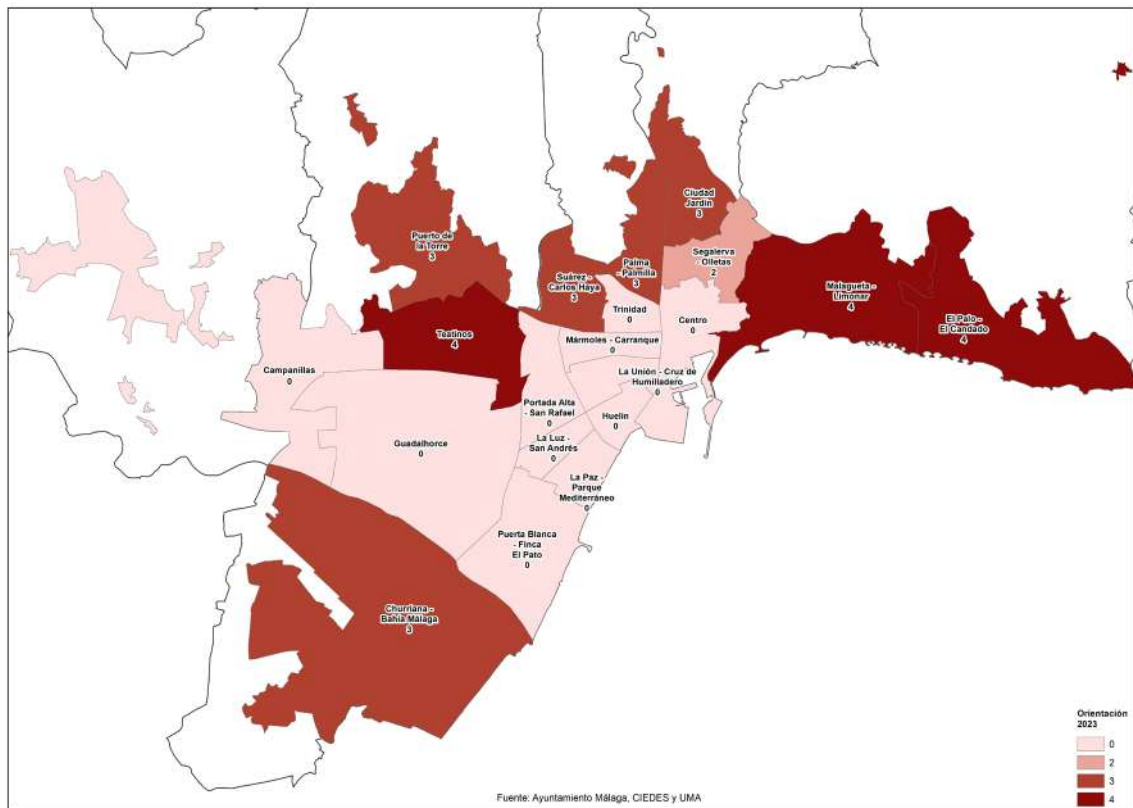 Ciudad
Jardín
3
Puerto de
la Torre
3
Segalerva
- Olletas
2
Palma
- Palmilla
3
Suárez -
Carlos Haya
3
Malagueta -
Limonar
4
Trinidad
0
Centro
0
El Palo -
El Candado
4
Teatinos
4
Mármoles - Carranque
0
Campanillas
0
La Unión - Cruz de
Humilladero
0
Portada Alta
- San Rafael
0
Huelin
0
Guadalhorce
0
La Luz -
San Andrés
0
La Paz -
Parque
Mediterráneo
0
Puerta Blanca
- Finca
El Pato
0
Churriana -
Bahía Málaga
3
Orientación
2023
0
2
3
4
Fuente: Ayuntamiento Málaga, CIEDES y UMA